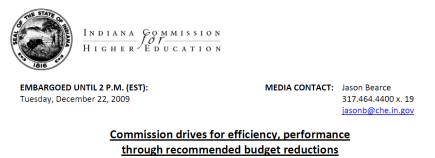 SEAL OF THE STATE OF INDIANA
1816
INDIANA COMMISSION
for
HIGHER EDUCATION
EMBARGOED UNTIL 2 P.M. (EST): MEDIA CONTACT: Jason Bearce
Tuesday, December 22, 2009 317.464.4400 x. 19
jasonb@che.in.gov
Commission drives for efficiency, performance
through recommended budget reductions